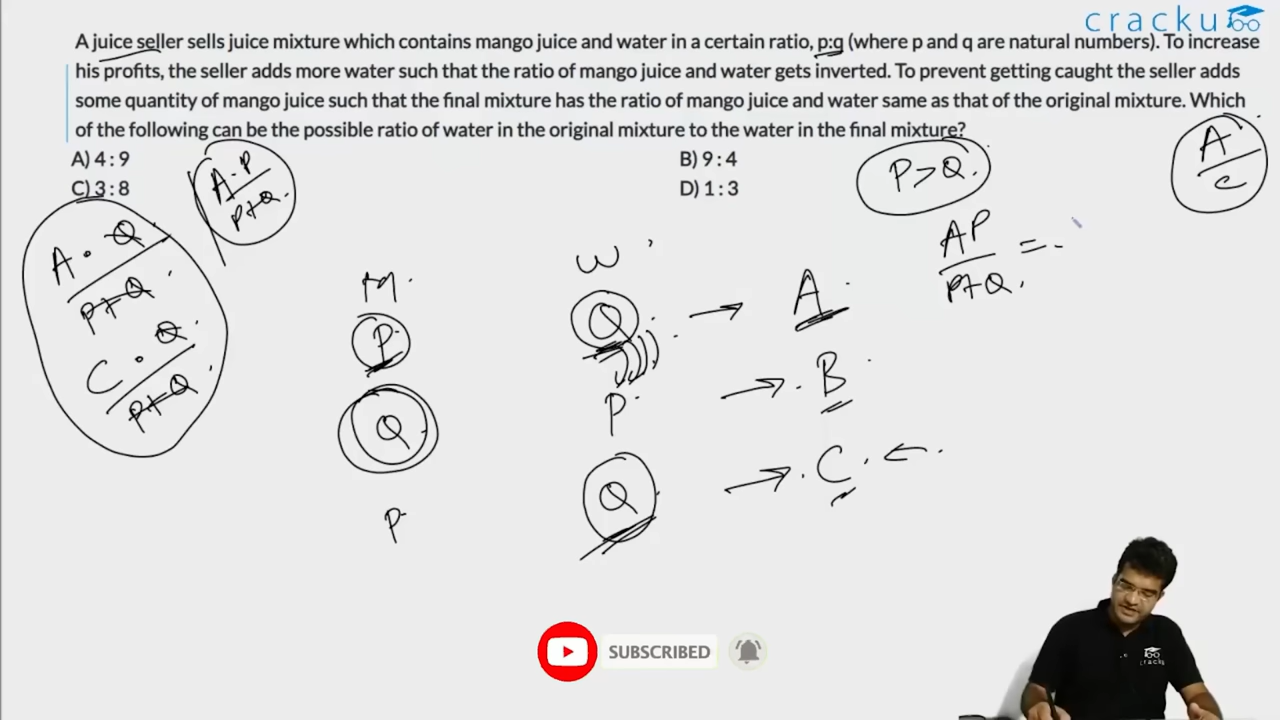 cracku
A juice seller sells juice mixture which contains mango juice and water in a certain ratio, p:q (where p and q are natural numbers). To increase
his profits, the seller adds more water such that the ratio of mango juice and water gets inverted. To prevent getting caught the seller adds
some quantity of mango juice such that the final mixture has the ratio of mango juice and water same as that of the original mixture. Which
of the following can be the possible ratio of water in the original mixture to the water in the final mixture?
A) 4 : 9
B) 9 : 4
C) 3 : 8
D) 1 : 3
A·P
P+Q.
P>Q.
A
C
A·Q
P+Q
C·Q
P+Q
AP
P+Q. =
M. W
P Q → A
Q P → B
P Q → C ←
SUBSCRIBED
cracku